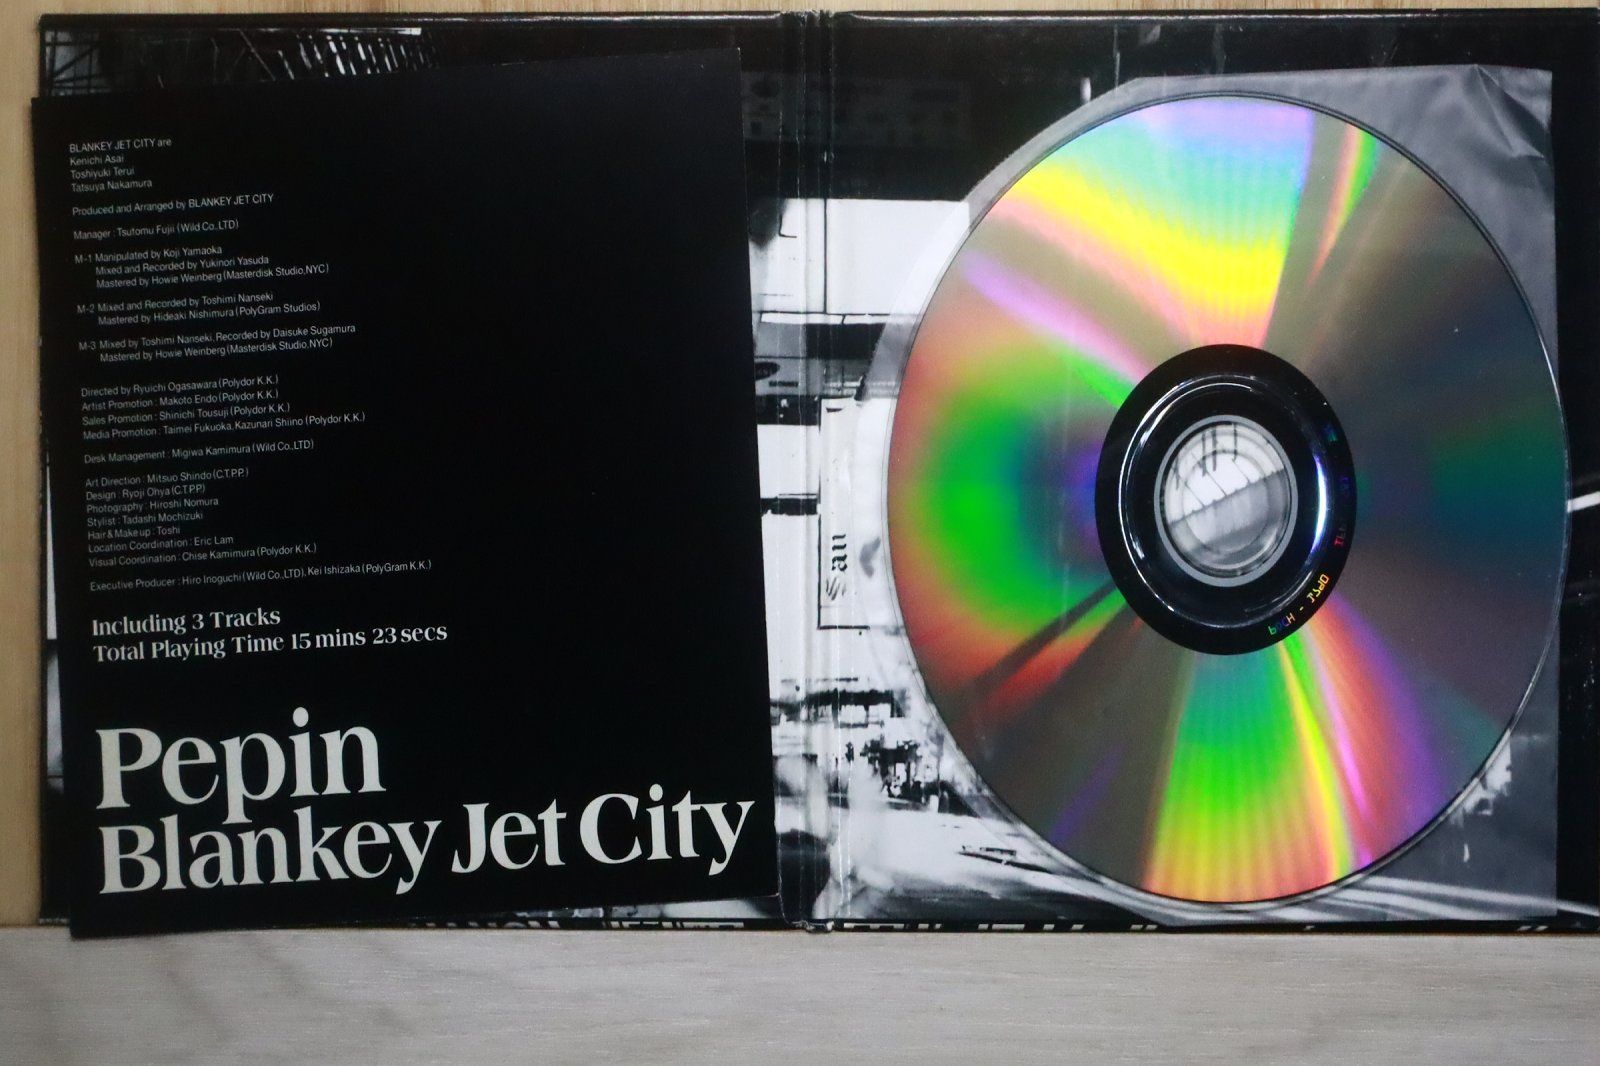 BLANKEY JET CITY are
Kenichi Asai
Toshiyuki Terui
Tatsuya Nakamura
Produced and Arranged by BLANKEY JET CITY
Manager : Tsutomu Fujii (Wild Co.,LTD)
M-1 Manipulated by Koji Yamaoka
Mixed and Recorded by Yukinori Yasuda
Mastered by Howie Weinberg (Masterdisk Studio,NYC)
M-2 Mixed and Recorded by Toshimi Nanseki
Mastered by Hideaki Nishimura (PolyGram Studios)
M-3 Mixed by Toshimi Nanseki, Recorded by Daisuke Sugamura
Mastered by Howie Weinberg (Masterdisk Studio,NYC)
Directed by Ryuichi Ogasawara (Polydor K.K.)
Artist Promotion : Makoto Endo (Polydor K.K.)
Sales Promotion : Shinichi Tousuji (Polydor K.K.)
Media Promotion : Taimei Fukuoka, Kazunari Shiino (Polydor K.K.)
Desk Management : Migiwa Kamimura (Wild Co.,LTD)
Art Direction : Mitsuo Shindo (C.T.P.P.)
Design : Ryoji Ohya (C.T.P.P)
Photography : Hiroshi Nomura
Stylist : Tadashi Mochizuki
Hair & Make up : Toshi
Location Coordination : Eric Lam
Visual Coordination : Chise Kamimura (Polydor K.K.)
Executive Producer : Hiro Inoguchi (Wild Co.,LTD), Kei Ishizaka (PolyGram K.K.)
Including 3 Tracks
Total Playing Time 15 mins 23 secs
Pepin
Blankey Jet City
San